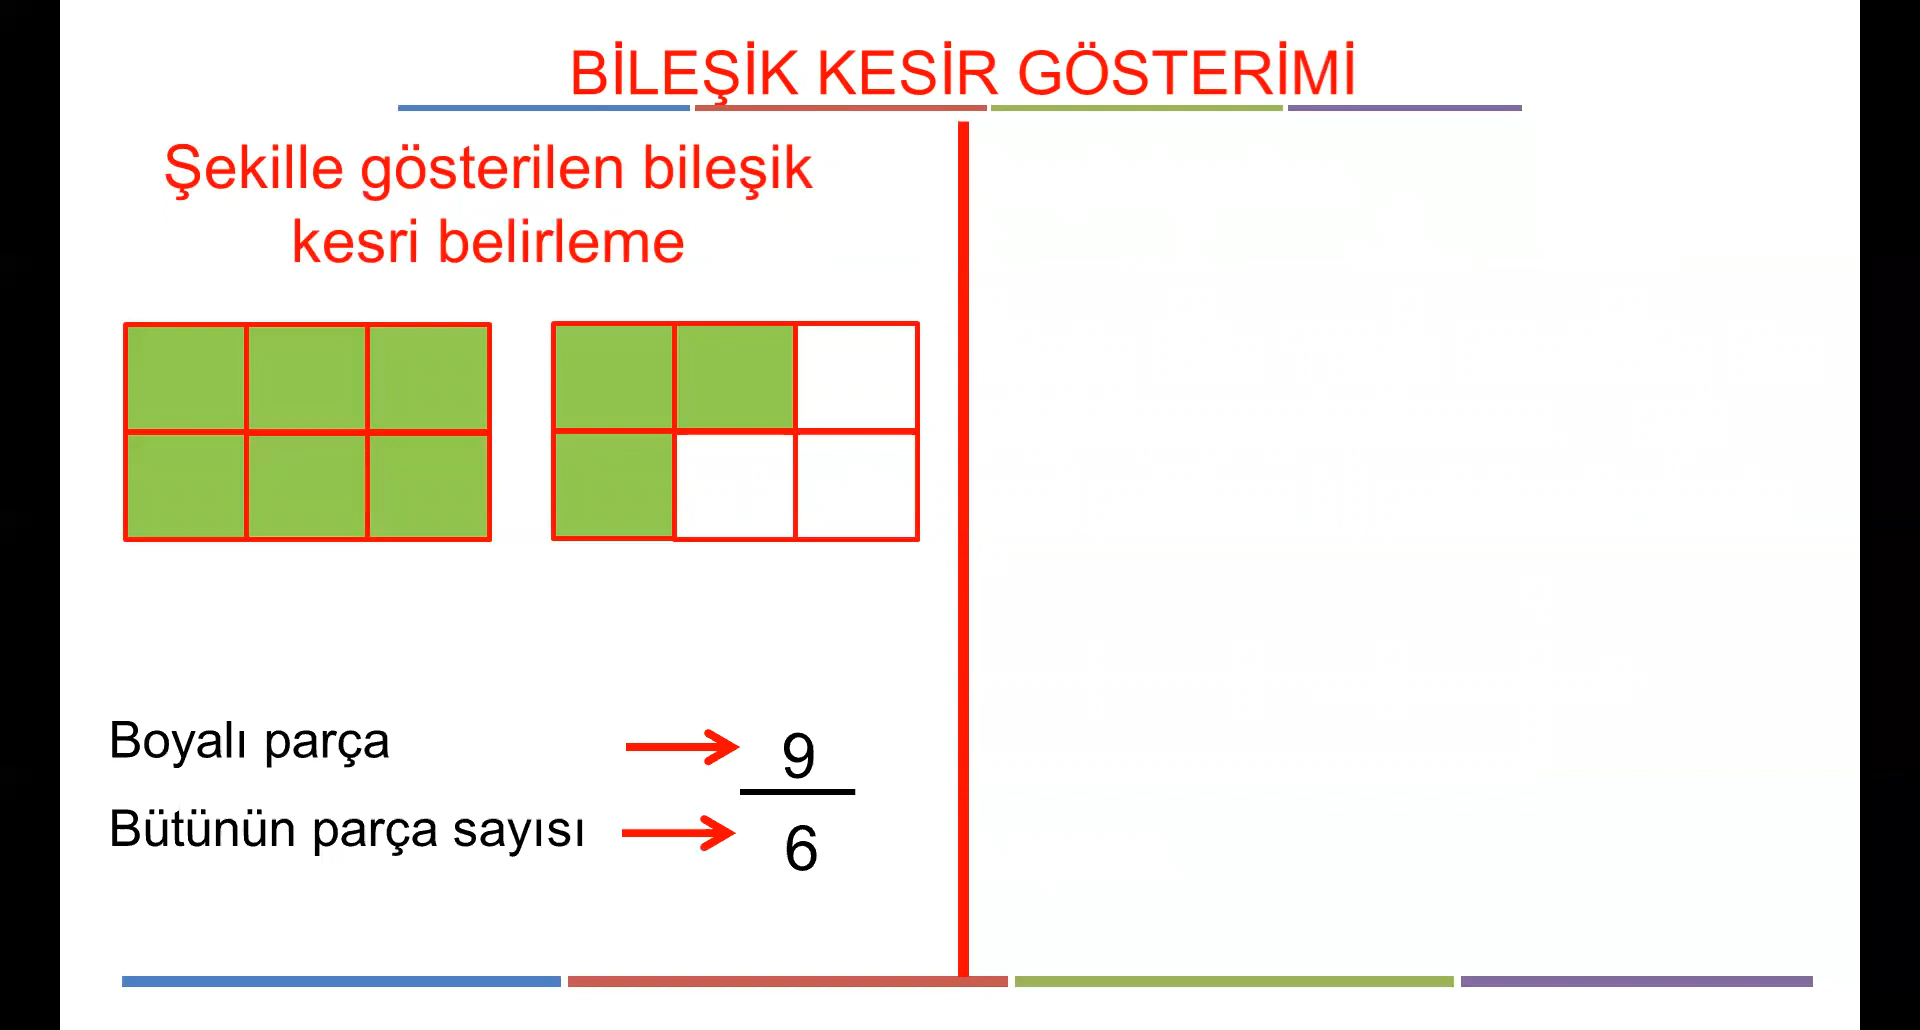 BİLEŞİK KESİR GÖSTERİMİ
Şekille gösterilen bileşik
kesri belirleme
Boyalı parça
9
Bütünün parça sayısı
6